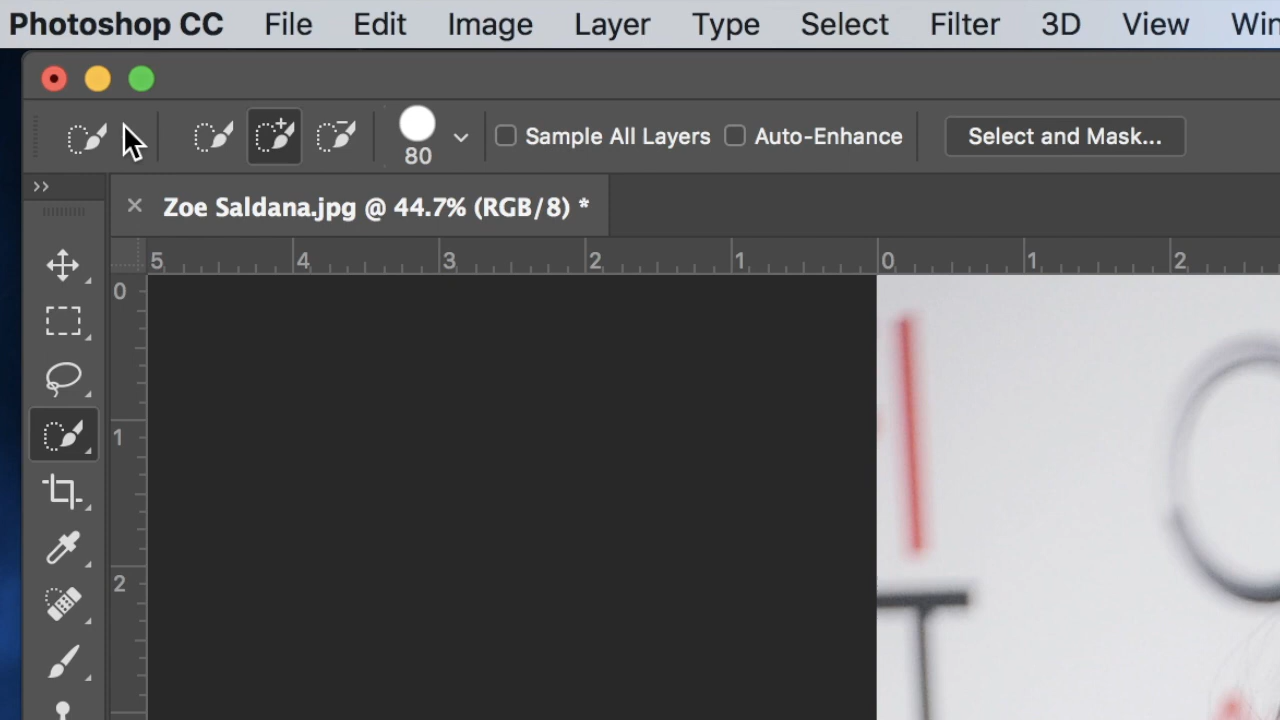 Photoshop CC File Edit Image Layer Type Select Filter 3D View Win
80 Sample All Layers Auto-Enhance Select and Mask...
Zoe Saldana.jpg @ 44.7% (RGB/8) *
5 4 3 2 1 0 1 2
0
1
2